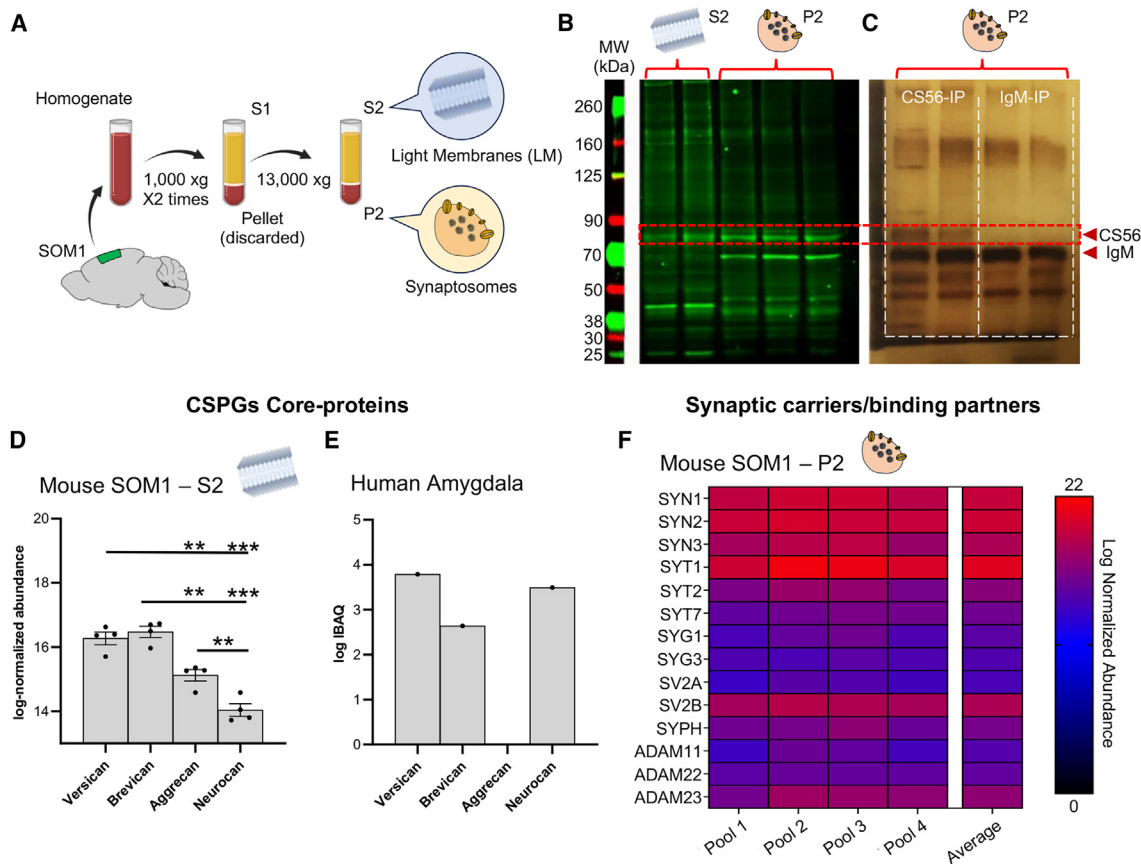 A
Homogenate
S1
S2
1,000 xg
X2 times
13,000 xg
Pellet
(discarded)
SOM1
Light Membranes (LM)
P2
Synaptosomes
B
S2
P2
MW
(kDa)
260
160
125
90
70
50
38
30
25
C
P2
CS56-IP
IgM-IP
CS56
IgM
CSPGs Core-proteins
Synaptic carriers/binding partners
D
Mouse SOM1 – S2
log-normalized abundance
20
18
16
14
** ***
** ***
**
Versican
Brevican
Aggrecan
Neurocan
E
Human Amygdala
log IBAQ
5
4
3
2
1
0
Versican
Brevican
Aggrecan
Neurocan
F
Mouse SOM1 – P2
SYN1
SYN2
SYN3
SYT1
SYT2
SYT7
SYG1
SYG3
SV2A
SV2B
SYPH
ADAM11
ADAM22
ADAM23
Pool 1
Pool 2
Pool 3
Pool 4
Average
22
0
Log Normalized Abundance